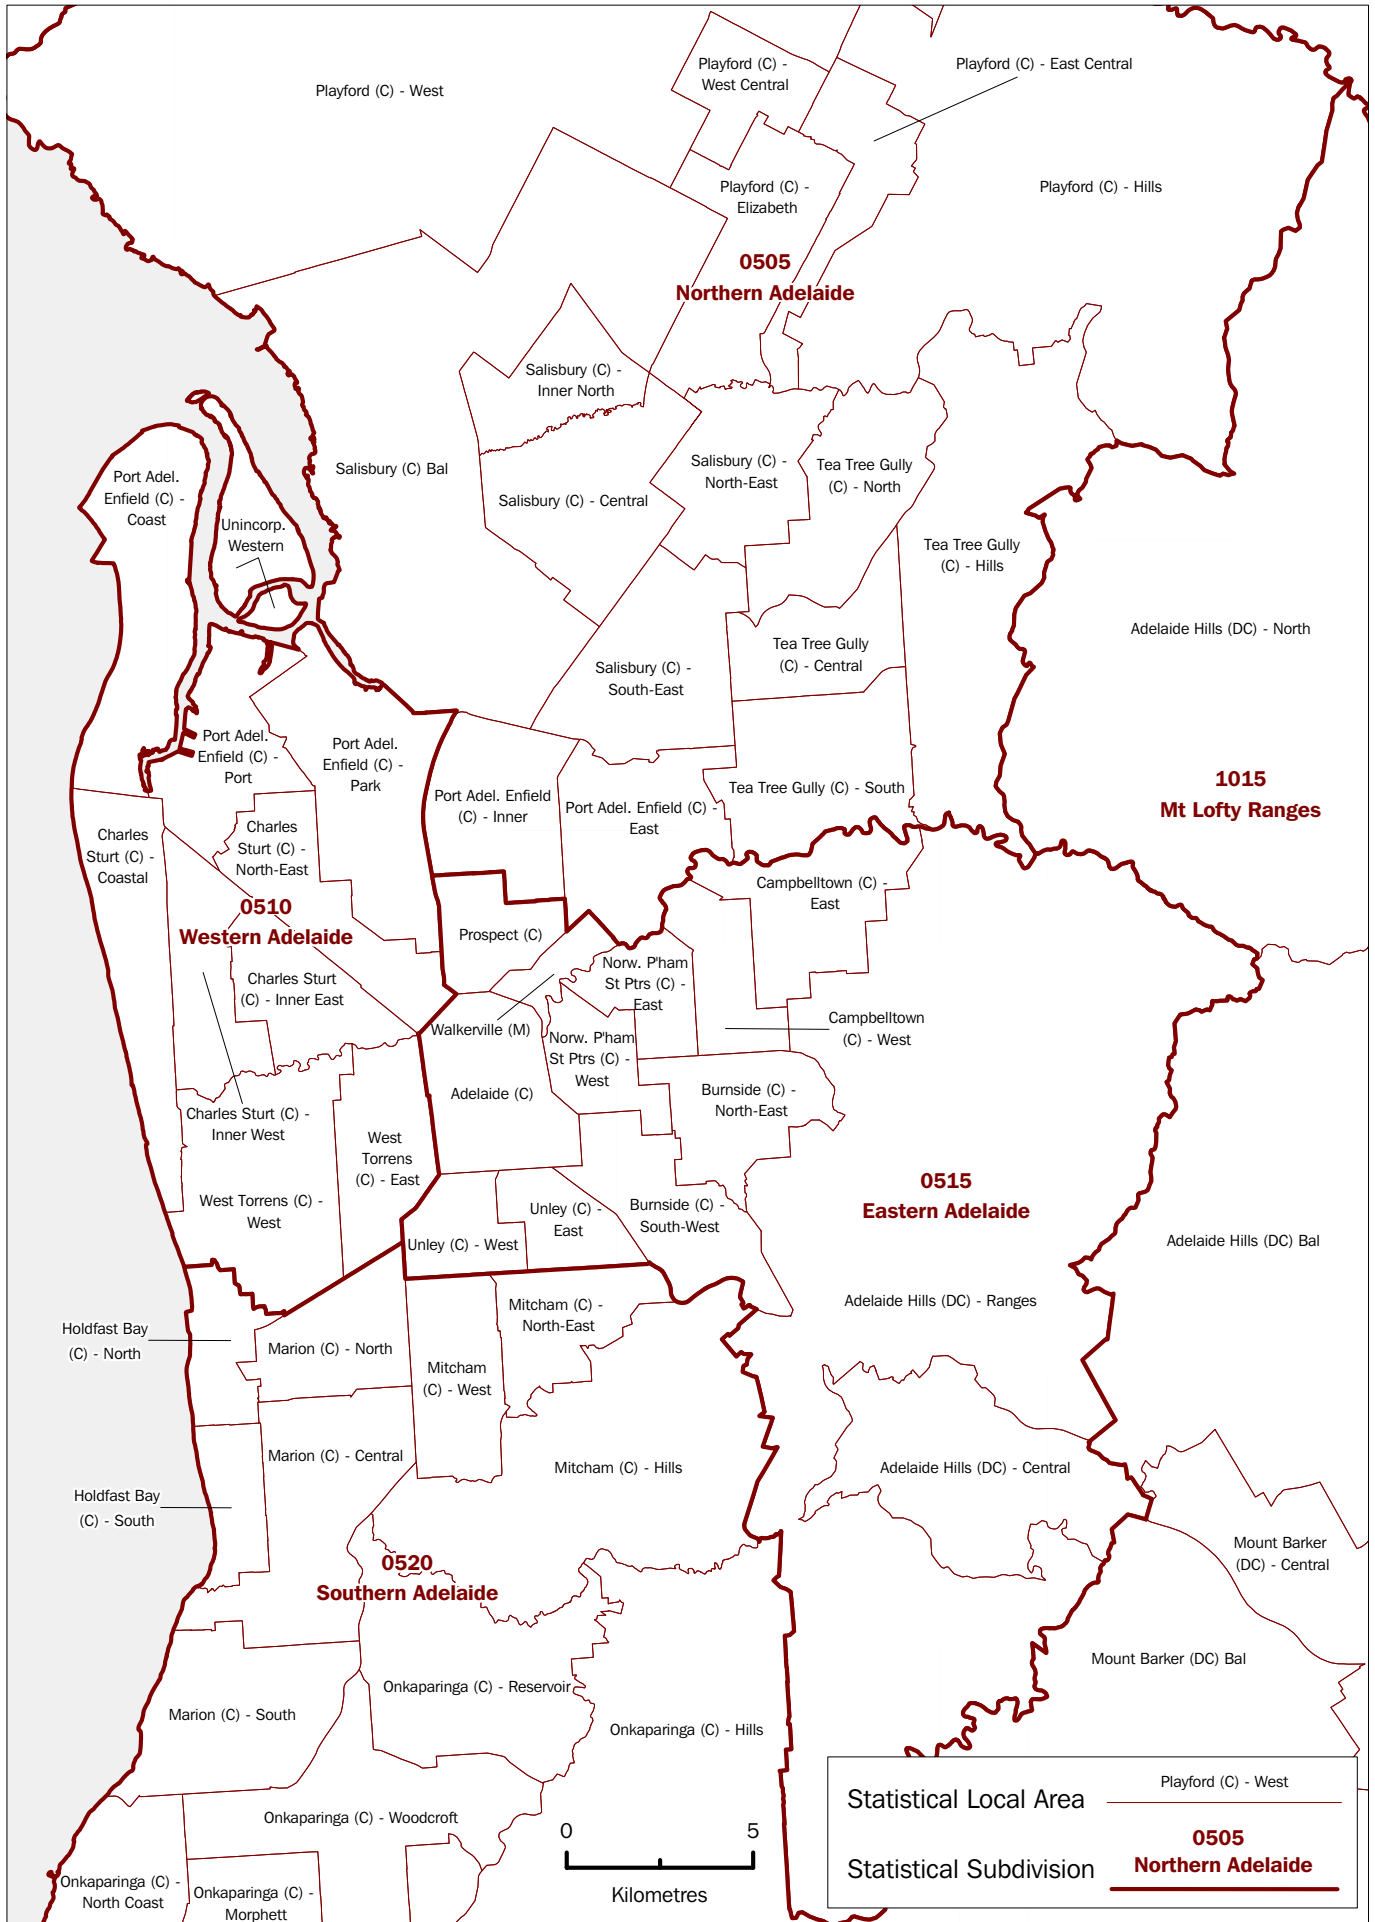 Playford (C) -
West Central
Playford (C) - East Central
Playford (C) - West
Playford (C) -
Elizabeth
Playford (C) - Hills
0505
Northern Adelaide
Salisbury (C) -
Inner North
Salisbury (C) Bal
Salisbury (C) -
North-East
Tea Tree Gully
(C) - North
Port Adel.
Enfield (C) -
Coast
Salisbury (C) - Central
Unincorp.
Western
Tea Tree Gully
(C) - Hills
Adelaide Hills (DC) - North
Tea Tree Gully
(C) - Central
Salisbury (C) -
South-East
Port Adel.
Enfield (C) -
Port
Port Adel.
Enfield (C) -
Park
1015
Mt Lofty Ranges
Port Adel. Enfield
(C) - Inner
Port Adel. Enfield (C) -
East
Tea Tree Gully (C) - South
Charles
Sturt (C) -
Coastal
Charles
Sturt (C) -
North-East
Campbelltown (C) -
East
0510
Western Adelaide
Prospect (C)
Norw. P'ham
St Ptrs (C) -
East
Charles Sturt
(C) - Inner East
Walkerville (M)
Campbelltown
(C) - West
Norw. P'ham
St Ptrs (C) -
West
Adelaide (C)
Burnside (C) -
North-East
Charles Sturt (C) -
Inner West
West
Torrens
(C) - East
0515
Eastern Adelaide
West Torrens (C) -
West
Unley (C) -
East
Burnside (C) -
South-West
Unley (C) - West
Adelaide Hills (DC) Bal
Adelaide Hills (DC) - Ranges
Mitcham (C) -
North-East
Holdfast Bay
(C) - North
Marion (C) - North
Mitcham
(C) - West
Marion (C) - Central
Mitcham (C) - Hills
Adelaide Hills (DC) - Central
Holdfast Bay
(C) - South
Mount Barker
(DC) - Central
0520
Southern Adelaide
Mount Barker (DC) Bal
Onkaparinga (C) - Reservoir
Marion (C) - South
Onkaparinga (C) - Hills
Onkaparinga (C) - Woodcroft
Onkaparinga (C) -
North Coast
Onkaparinga (C) -
Morphett
0 5
Kilometres
Statistical Local Area
Playford (C) - West
Statistical Subdivision
0505
Northern Adelaide